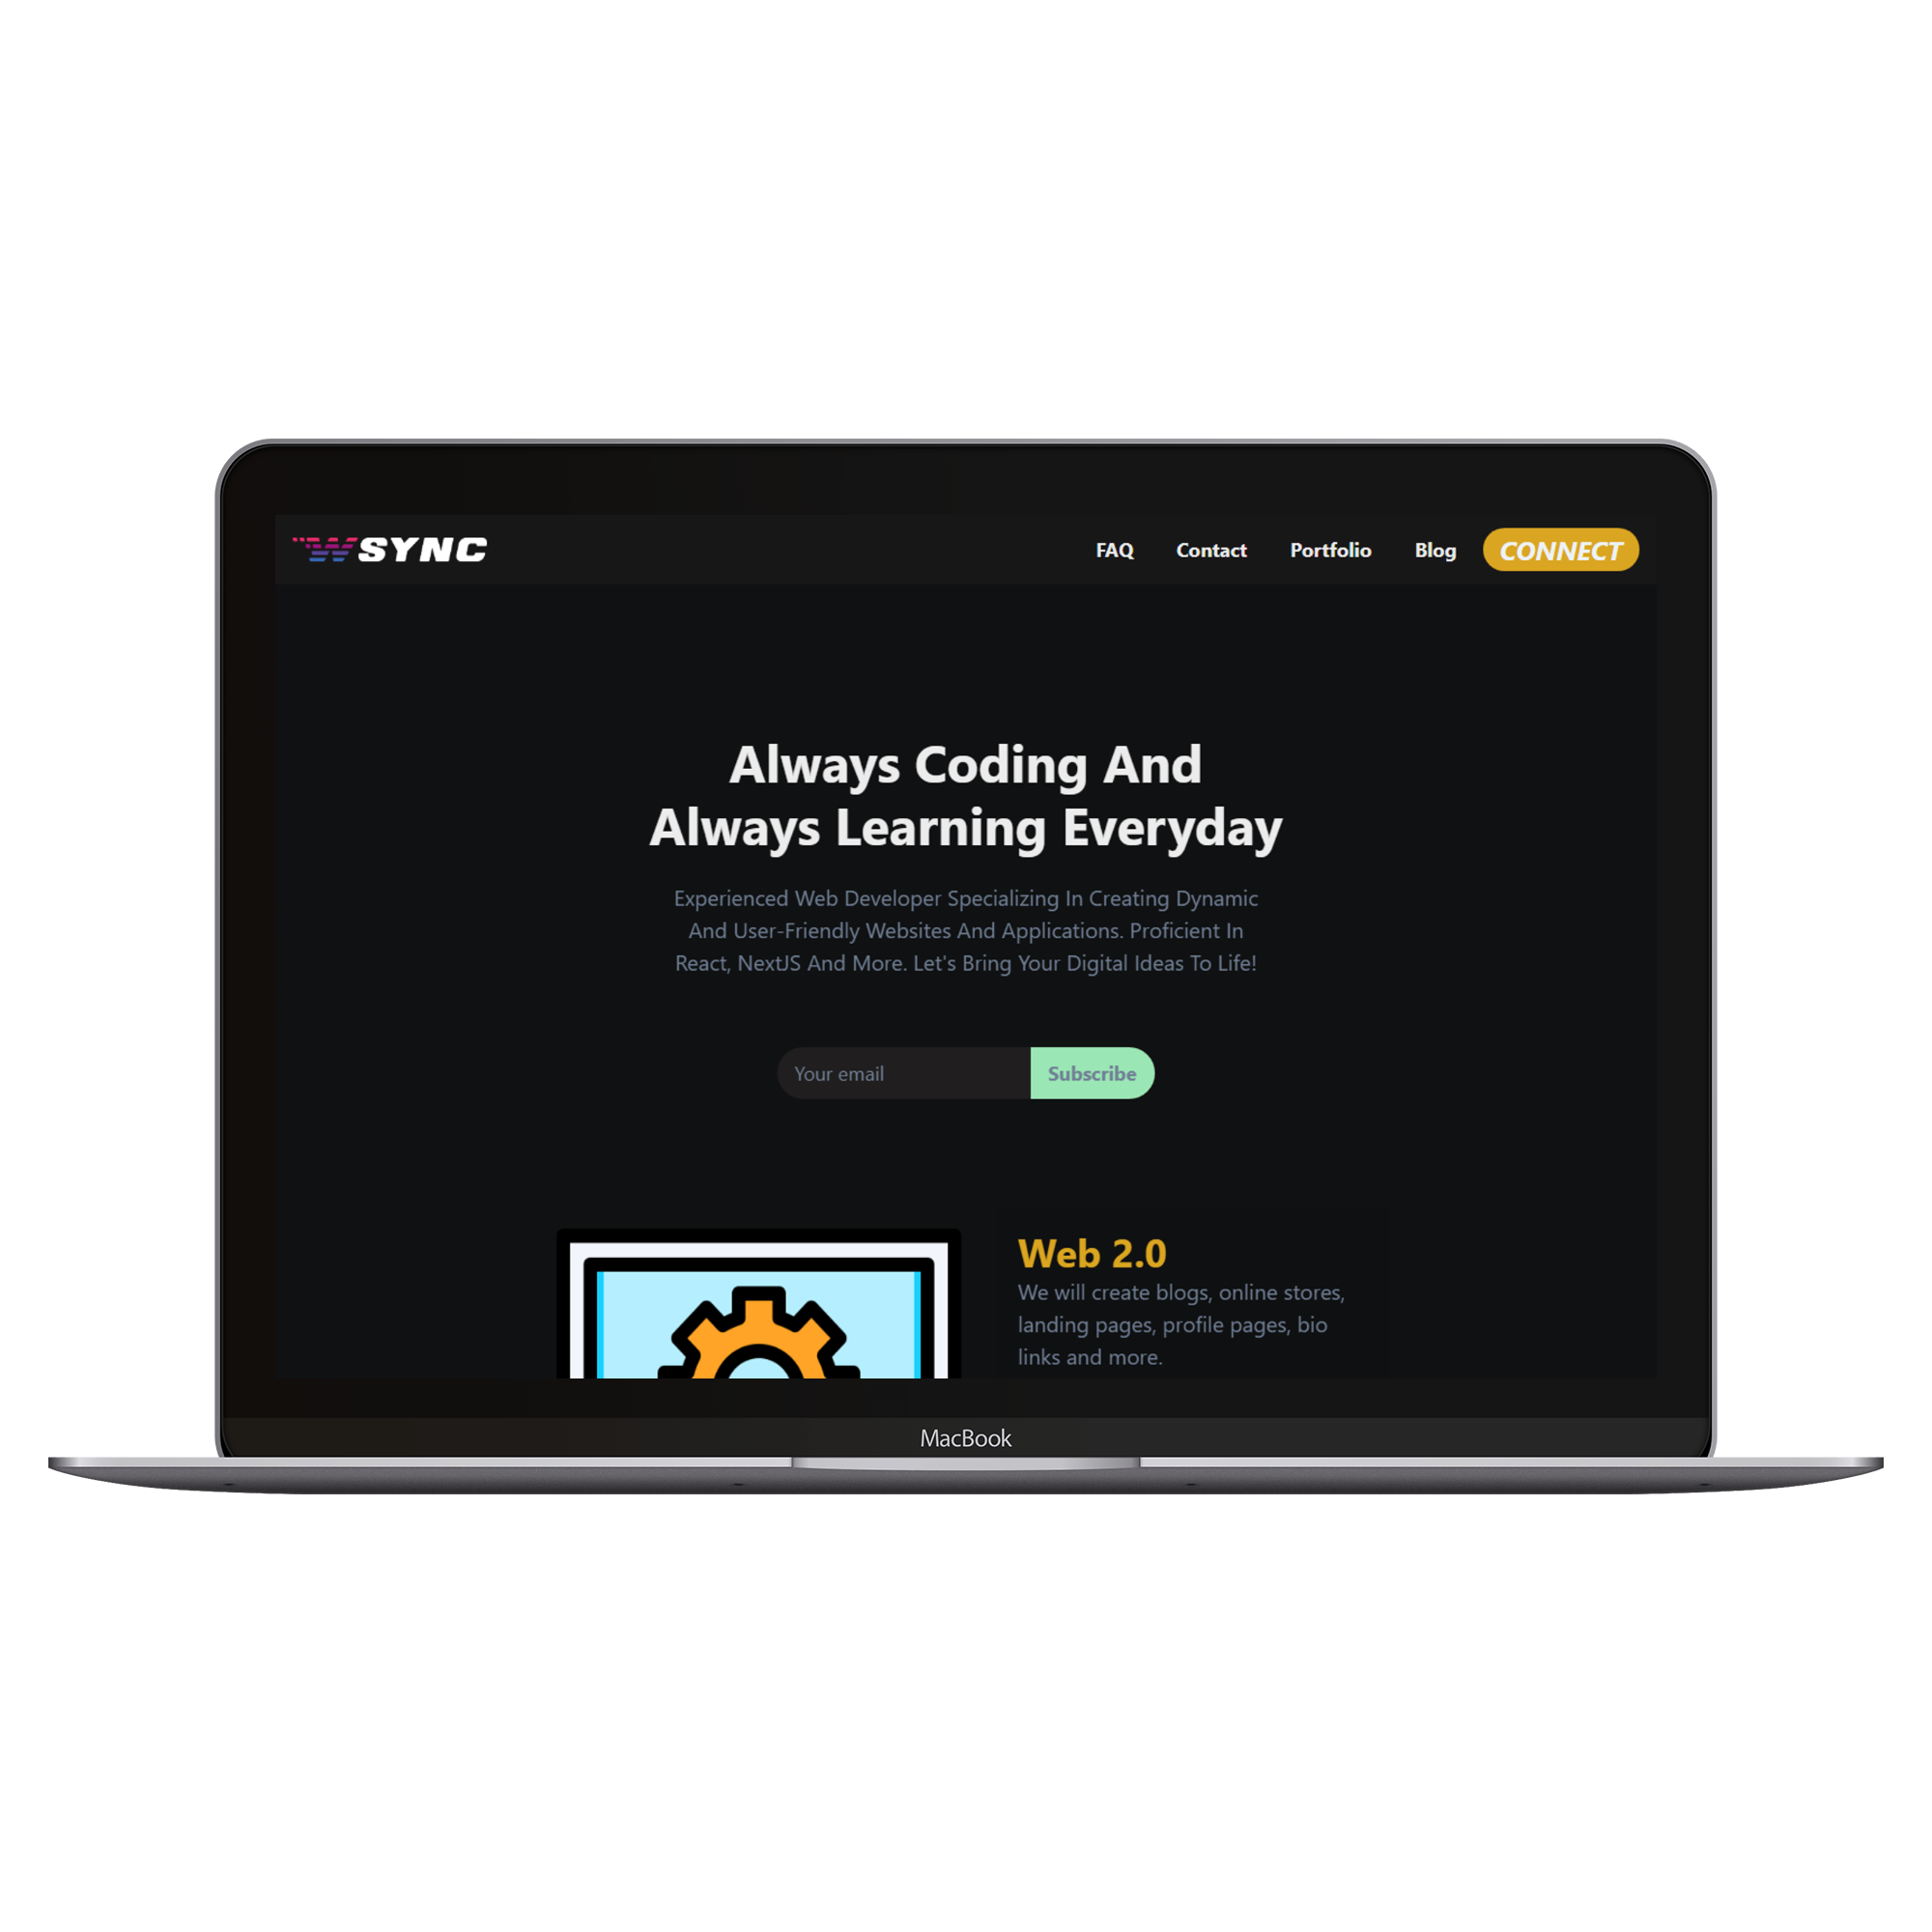 WSYNC
FAQ Contact Portfolio Blog CONNECT
Always Coding And
Always Learning Everyday
Experienced Web Developer Specializing In Creating Dynamic
And User-Friendly Websites And Applications. Proficient In
React, NextJS And More. Let's Bring Your Digital Ideas To Life!
Your email Subscribe
Web 2.0
We will create blogs, online stores,
landing pages, profile pages, bio
links and more.
MacBook